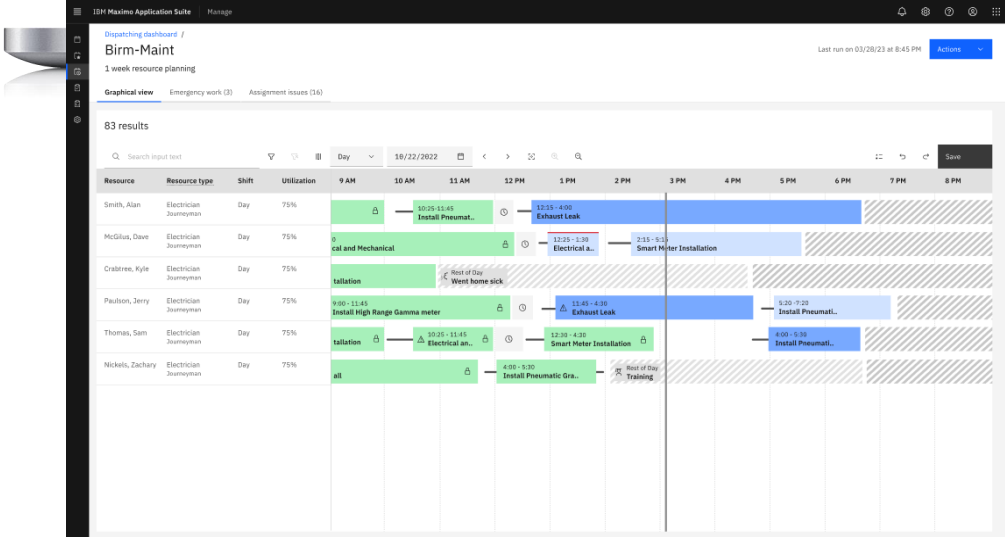 IBM Maximo Application Suite Manage
Dispatching dashboard /
Birm-Maint
1 week resource planning
Last run on 03/28/23 at 8:45 PM
Actions
Graphical view Emergency work (3) Assignment issues (16)
83 results
Search input text
Day
10/22/2022
Save
Resource Resource type Shift Utilization 9 AM 10 AM 11 AM 12 PM 1 PM 2 PM 3 PM 4 PM 5 PM 6 PM 7 PM 8 PM
Smith, Alan Electrician Day 75%
Journeyman
10:25-11:45
Install Pneumat..
12:15 - 4:00
Exhaust Leak
McGilus, Dave Electrician Day 75%
Journeyman
0
cal and Mechanical
12:25 - 1:30
Electrical a..
2:15 - 5:15
Smart Meter Installation
Crabtree, Kyle Electrician Day 75%
Journeyman
tallation
Rest of Day
Went home sick
Paulson, Jerry Electrician Day 75%
Journeyman
9:00 - 11:45
Install High Range Gamma meter
11:45 - 4:30
Exhaust Leak
5:20 -7:20
Install Pneumati..
Thomas, Sam Electrician Day 75%
Journeyman
tallation
10:25 - 11:45
Electrical an..
12:30 - 4:30
Smart Meter Installation
4:00 - 5:30
Install Pneumati..
Nickels, Zachary Electrician Day 75%
Journeyman
all
4:00 - 5:30
Install Pneumatic Gra..
Rest of Day
Training